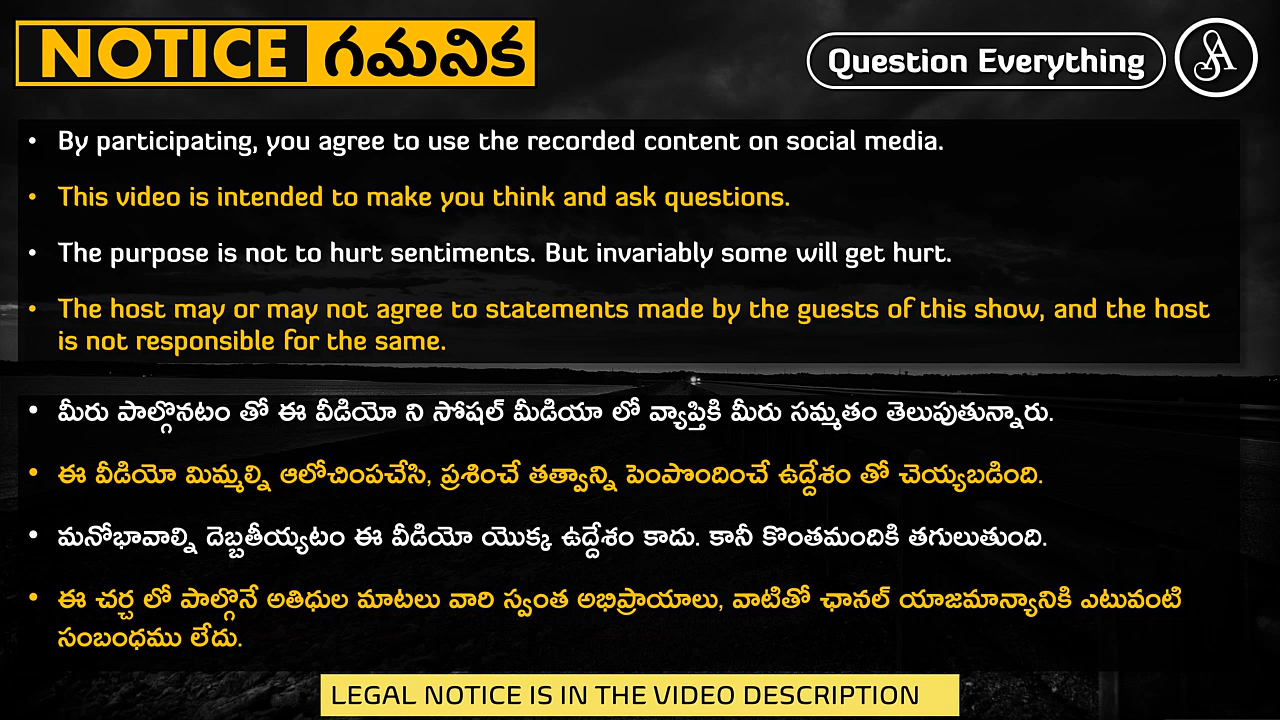 NOTICE గమనిక
Question Everything
• By participating, you agree to use the recorded content on social media.
• This video is intended to make you think and ask questions.
• The purpose is not to hurt sentiments. But invariably some will get hurt.
• The host may or may not agree to statements made by the guests of this show, and the host
is not responsible for the same.
• మీరు పాల్గొనటం తో ఈ వీడియో ని సోషల్ మీడియా లో వ్యాప్తికి మీరు సమ్మతం తెలుపుతున్నారు.
• ఈ వీడియో మిమ్మల్ని ఆలోచింపచేసి, ప్రశించే తత్వాన్ని పెంపొందించే ఉద్దేశం తో చెయ్యబడింది.
• మనోభావాల్ని దెబ్బతీయ్యటం ఈ వీడియో యొక్క ఉద్దేశం కాదు. కానీ కొంతమందికి తగులుతుంది.
• ఈ చర్చ లో పాల్గొనే అతిధుల మాటలు వారి స్వంత అభిప్రాయాలు, వాటితో ఛానల్ యాజమాన్యానికి ఎటువంటి
సంబంధము లేదు.
LEGAL NOTICE IS IN THE VIDEO DESCRIPTION